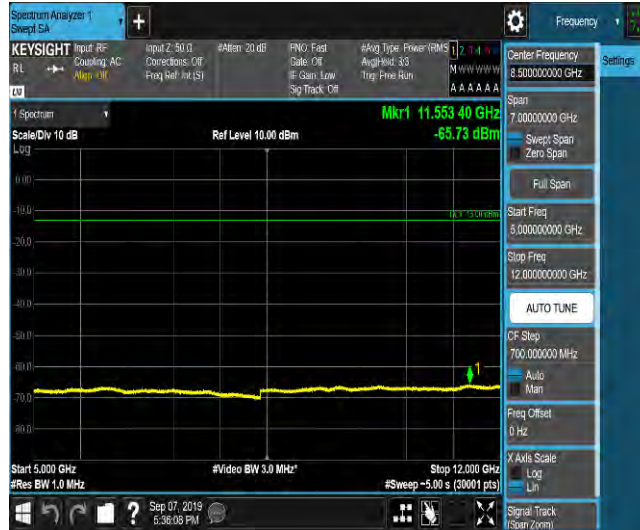 Spectrum Analyzer 1
Swept SA
+
Frequency
KEYSIGHT
RL
LXI
Input: RF
Coupling: AC
Align: Off
Input Z: 50 Ω
Corrections: Off
Freq Ref: Int (S)
#Atten: 20 dB
PNO: Fast
Gate: Off
IF Gain: Low
Sig Track: Off
#Avg Type: Power (RMS)
Avg|Hold: 3/3
Trig: Free Run
1 2 3 4 W W
M W W W W W
A A A A A A
Settings
Center Frequency
8.500000000 GHz
Span
7.00000000 GHz
Swept Span
Zero Span
Full Span
Start Freq
5.000000000 GHz
Stop Freq
12.000000000 GHz
AUTO TUNE
CF Step
700.000000 MHz
Auto
Man
Freq Offset
0 Hz
X Axis Scale
Log
Lin
Signal Track
(Span Zoom)
1 Spectrum
Scale/Div 10 dB
Ref Level 10.00 dBm
Mkr1 11.553 40 GHz
-65.73 dBm
Log
0.00
-10.0
-20.0
-30.0
-40.0
-50.0
-60.0
-70.0
-80.0
DL1 -13.00 dBm
1
Start 5.000 GHz
#Res BW 1.0 MHz
#Video BW 3.0 MHz*
Stop 12.000 GHz
#Sweep ~5.00 s (30001 pts)
?
Sep 07, 2019
5:36:08 PM